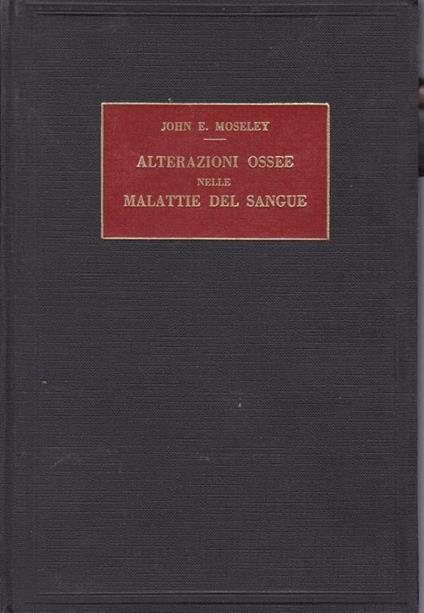 JOHN E. MOSELEY
ALTERAZIONI OSSEE
NELLE
MALATTIE DEL SANGUE